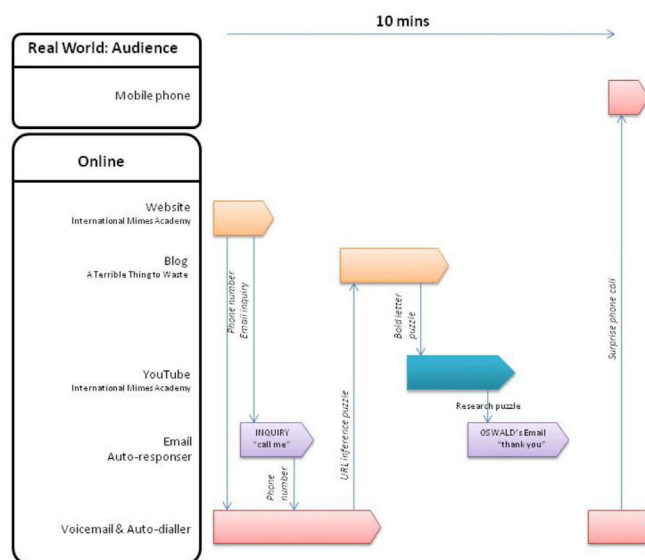 10 mins
Real World: Audience
Mobile phone
Online
Website
International Mimes Academy
Blog
A Terrible Thing to Waste
YouTube
International Mimes Academy
Email
Auto-responser
Voicemail & Auto-dialler
Phone number
Email inquiry
INQUIRY
"call me"
Phone
number
URL inference puzzle
Bold letter
puzzle
Research puzzle
OSWALD's Email
"thank you"
Surprise phone call